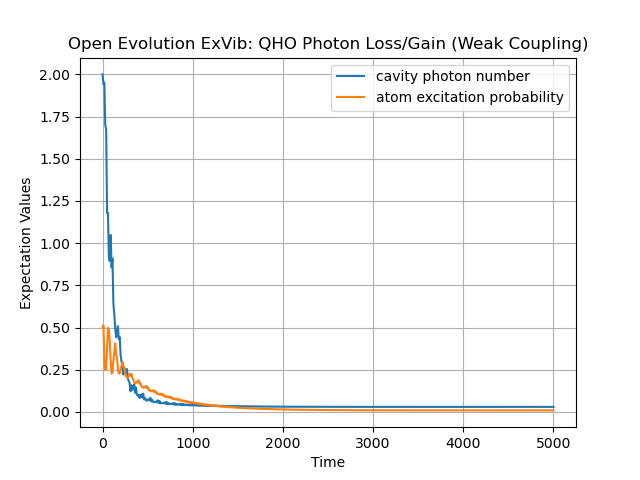 Open Evolution ExVib: QHO Photon Loss/Gain (Weak Coupling)
cavity photon number
atom excitation probability
2.00
1.75
1.50
1.25
1.00
0.75
0.50
0.25
0.00
Expectation Values
0 1000 2000 3000 4000 5000
Time